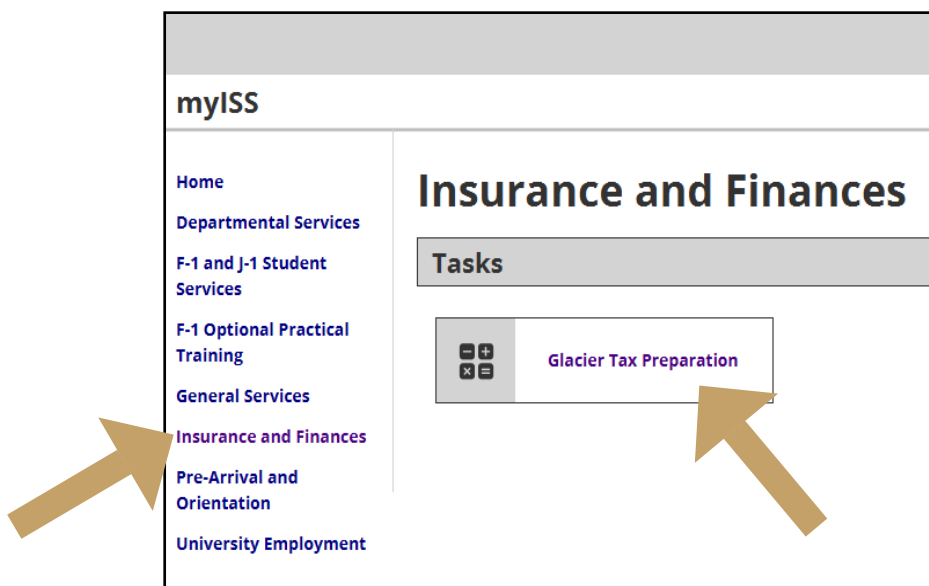 myISS
Home
Departmental Services
F-1 and J-1 Student
Services
F-1 Optional Practical
Training
General Services
Insurance and Finances
Pre-Arrival and
Orientation
University Employment
Insurance and Finances
Tasks
Glacier Tax Preparation